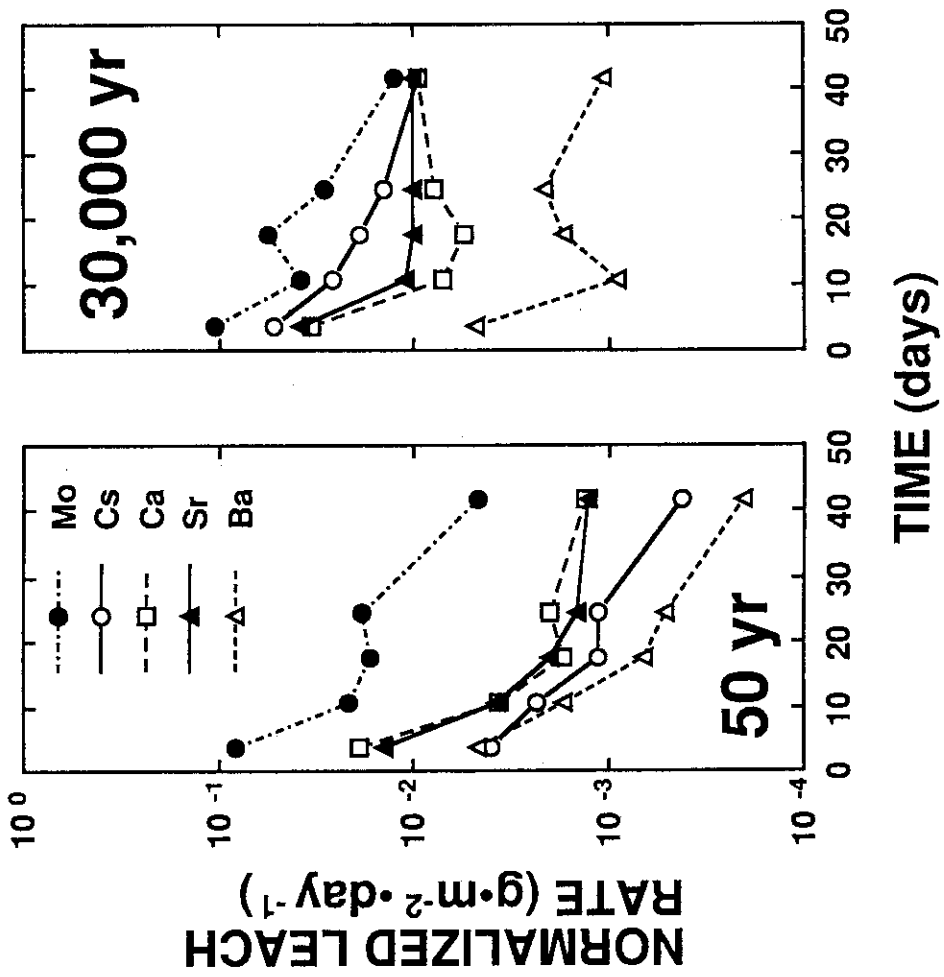 NORMALIZED LEACH
RATE (g•m⁻²•day⁻¹)
10⁰
10⁻¹
10⁻²
10⁻³
10⁻⁴
Mo
Cs
Ca
Sr
Ba
50 yr
0 10 20 30 40 50
30,000 yr
0 10 20 30 40 50
TIME (days)